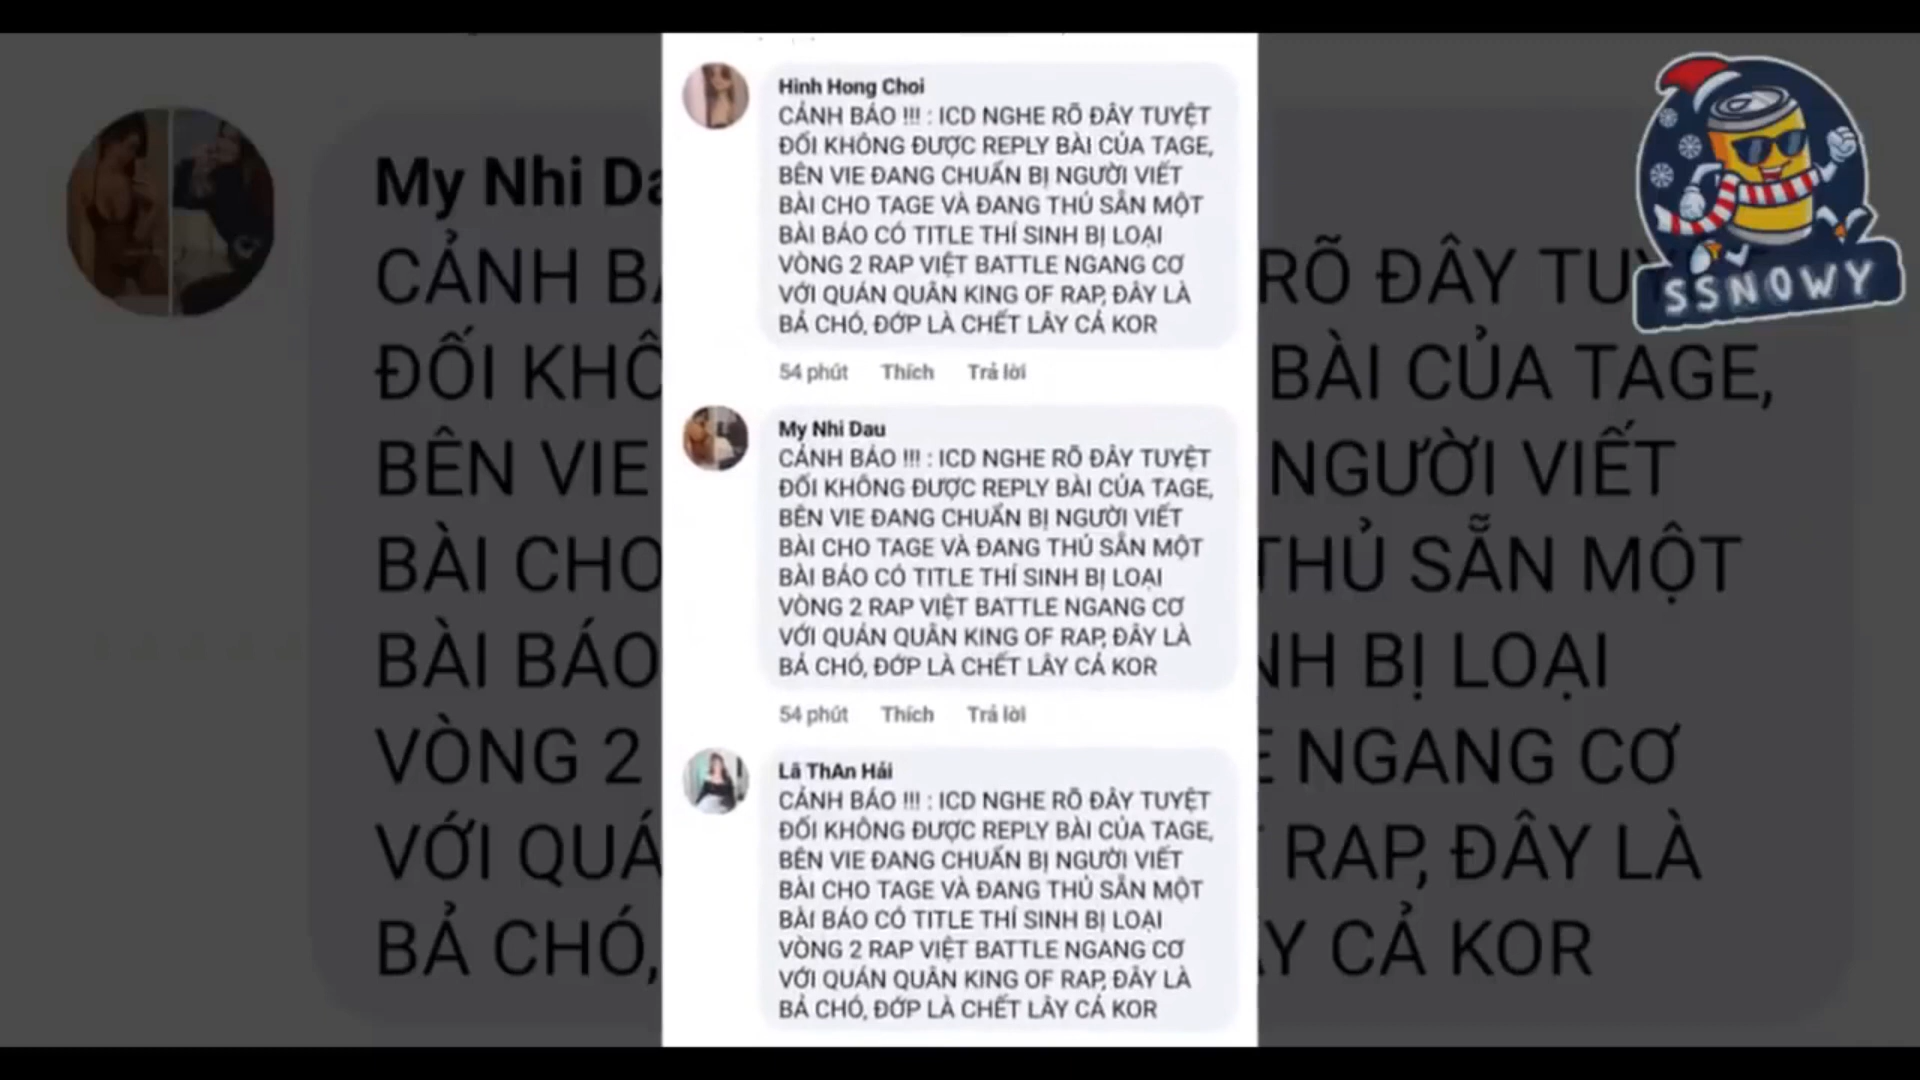 Hinh Hong Choi
CẢNH BÁO !!! : ICD NGHE RÕ ĐÂY TUYỆT
ĐỐI KHÔNG ĐƯỢC REPLY BÀI CỦA TAGE,
BÊN VIE ĐANG CHUẨN BỊ NGƯỜI VIẾT
BÀI CHO TAGE VÀ ĐANG THỦ SẴN MỘT
BÀI BÁO CÓ TITLE THÍ SINH BỊ LOẠI
VÒNG 2 RAP VIỆT BATTLE NGANG CƠ
VỚI QUÁN QUÂN KING OF RAP, ĐÂY LÀ
BẢ CHÓ, ĐỚP LÀ CHẾT LÂY CẢ KOR
54 phút Thích Trả lời
My Nhi Dau
CẢNH BÁO !!! : ICD NGHE RÕ ĐÂY TUYỆT
ĐỐI KHÔNG ĐƯỢC REPLY BÀI CỦA TAGE,
BÊN VIE ĐANG CHUẨN BỊ NGƯỜI VIẾT
BÀI CHO TAGE VÀ ĐANG THỦ SẴN MỘT
BÀI BÁO CÓ TITLE THÍ SINH BỊ LOẠI
VÒNG 2 RAP VIỆT BATTLE NGANG CƠ
VỚI QUÁN QUÂN KING OF RAP, ĐÂY LÀ
BẢ CHÓ, ĐỚP LÀ CHẾT LÂY CẢ KOR
54 phút Thích Trả lời
Lã ThAn Hải
CẢNH BÁO !!! : ICD NGHE RÕ ĐÂY TUYỆT
ĐỐI KHÔNG ĐƯỢC REPLY BÀI CỦA TAGE,
BÊN VIE ĐANG CHUẨN BỊ NGƯỜI VIẾT
BÀI CHO TAGE VÀ ĐANG THỦ SẴN MỘT
BÀI BÁO CÓ TITLE THÍ SINH BỊ LOẠI
VÒNG 2 RAP VIỆT BATTLE NGANG CƠ
VỚI QUÁN QUÂN KING OF RAP, ĐÂY LÀ
BẢ CHÓ, ĐỚP LÀ CHẾT LÂY CẢ KOR
My Nhi Da
CẢNH B
RÕ ĐÂY TU
ĐỐI KHÔ
BÀI CỦA TAGE,
BÊN VIE
NGƯỜI VIẾT
BÀI CHO
THỦ SẴN MỘT
BÀI BÁO
NH BỊ LOẠI
VÒNG 2
E NGANG CƠ
VỚI QUÁ
RAP, ĐÂY LÀ
BẢ CHÓ,
Y CẢ KOR
SSNOWY